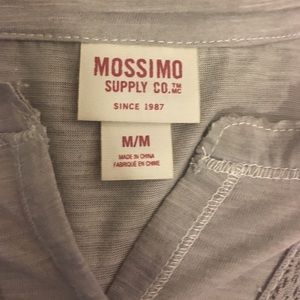 MOSSIMO
SUPPLY CO.™ MC
SINCE 1987
M/M
MADE IN CHINA
FABRIQUÉ EN CHINE